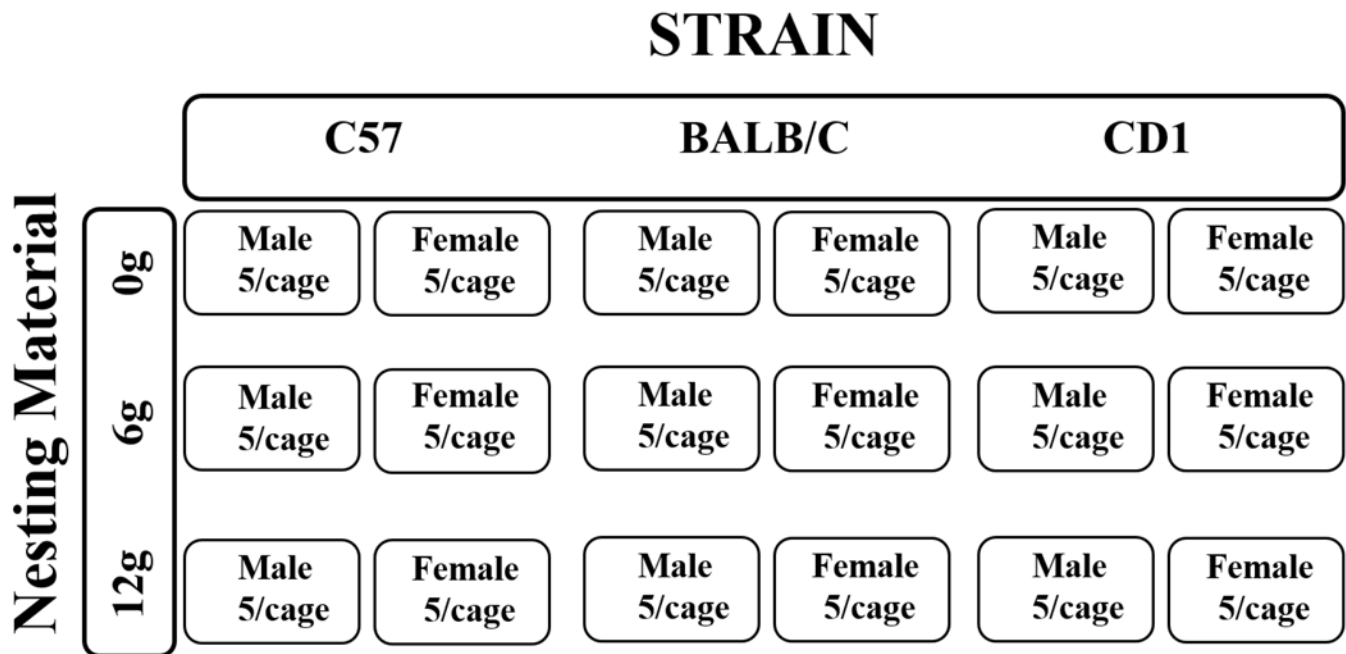 STRAIN
C57 BALB/C CD1
Nesting Material
0g
Male Female Male Female Male Female
5/cage 5/cage 5/cage 5/cage 5/cage 5/cage
6g
Male Female Male Female Male Female
5/cage 5/cage 5/cage 5/cage 5/cage 5/cage
12g
Male Female Male Female Male Female
5/cage 5/cage 5/cage 5/cage 5/cage 5/cage